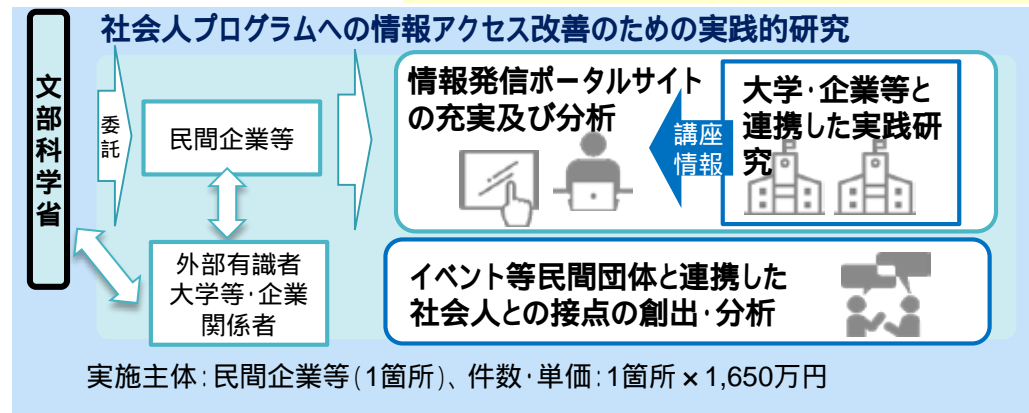 社会人プログラムへの情報アクセス改善のための実践的研究
文部科学省
委託
民間企業等
外部有識者
大学等・企業
関係者
情報発信ポータルサイト
の充実及び分析
講座
情報
大学・企業等と
連携した実践研
究
イベント等民間団体と連携した
社会人との接点の創出・分析
実施主体:民間企業等(1箇所)、件数・単価:1箇所×1,650万円